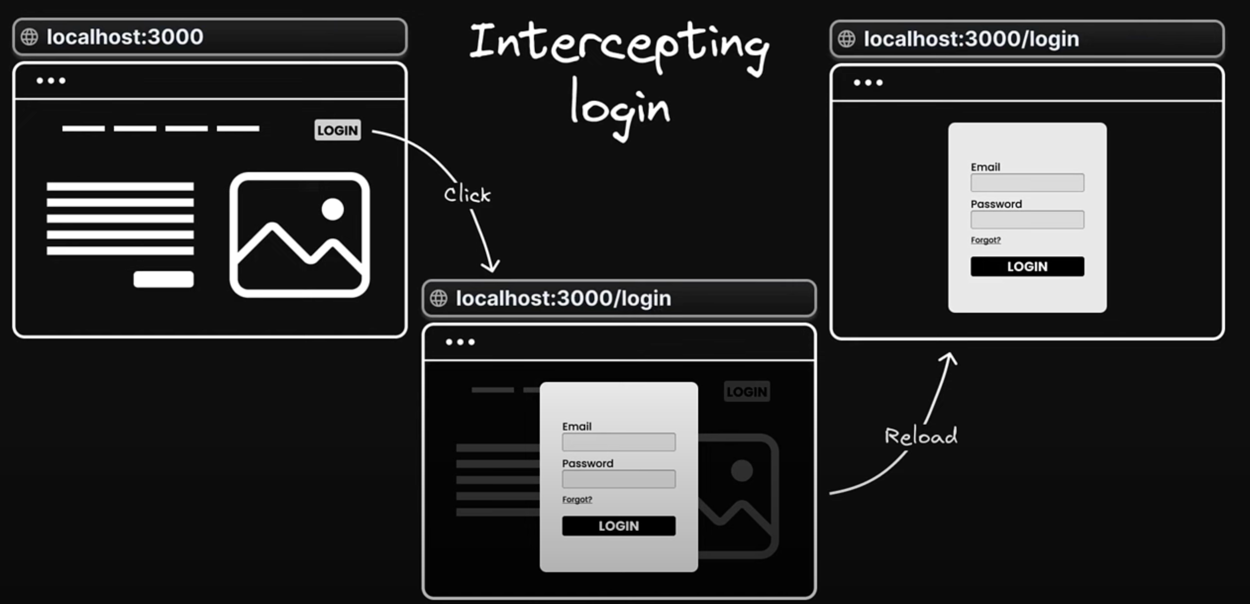 localhost:3000
LOGIN
Intercepting
login
Click
localhost:3000/login
LOGIN
Email
Password
Forgot?
LOGIN
Reload
localhost:3000/login
Email
Password
Forgot?
LOGIN